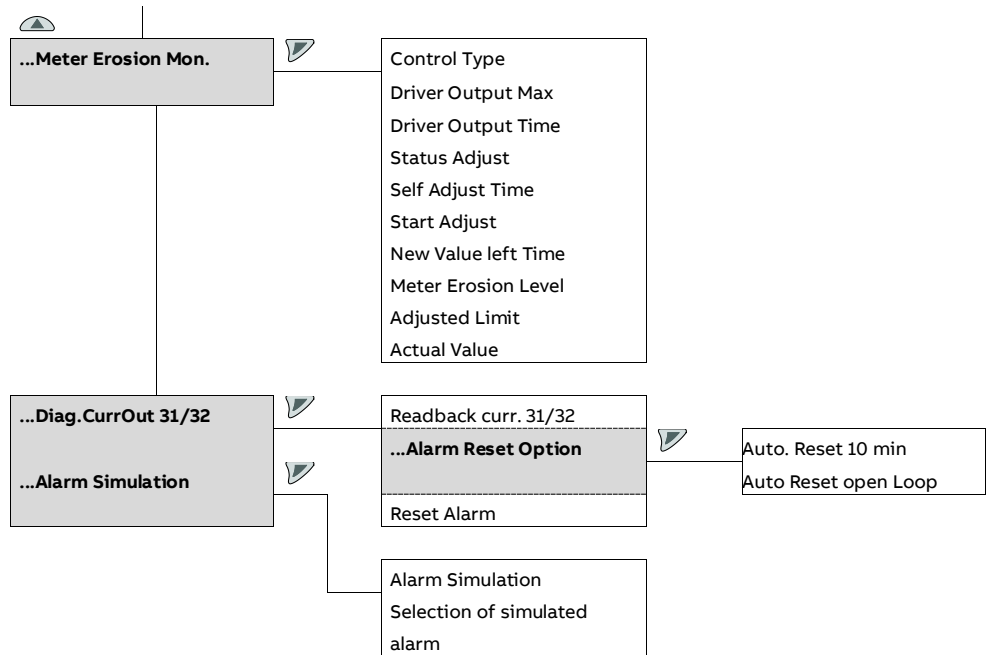 ...Meter Erosion Mon.
Control Type
Driver Output Max
Driver Output Time
Status Adjust
Self Adjust Time
Start Adjust
New Value left Time
Meter Erosion Level
Adjusted Limit
Actual Value
...Diag.CurrOut 31/32
...Alarm Simulation
Readback curr. 31/32
...Alarm Reset Option
Reset Alarm
Auto. Reset 10 min
Auto Reset open Loop
Alarm Simulation
Selection of simulated
alarm